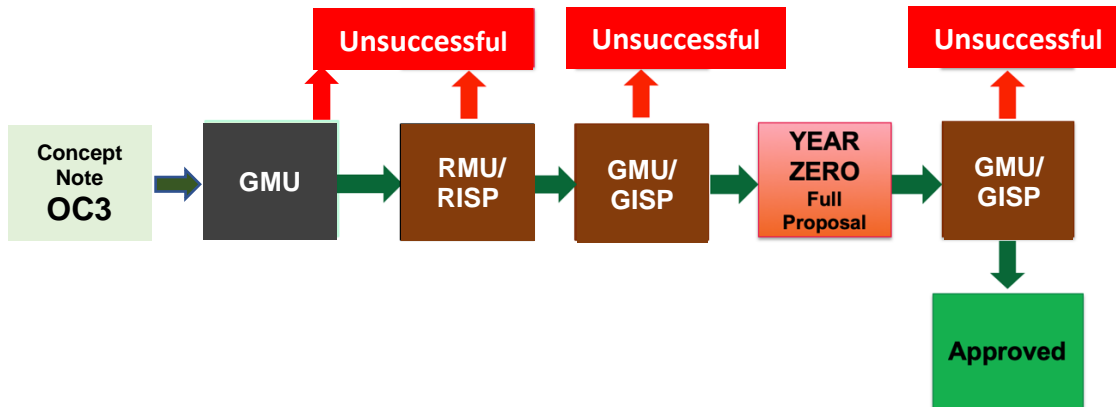 Unsuccessful
Unsuccessful
Unsuccessful
Concept
Note
OC3
GMU
RMU/
RISP
GMU/
GISP
YEAR
ZERO
Full
Proposal
GMU/
GISP
Approved